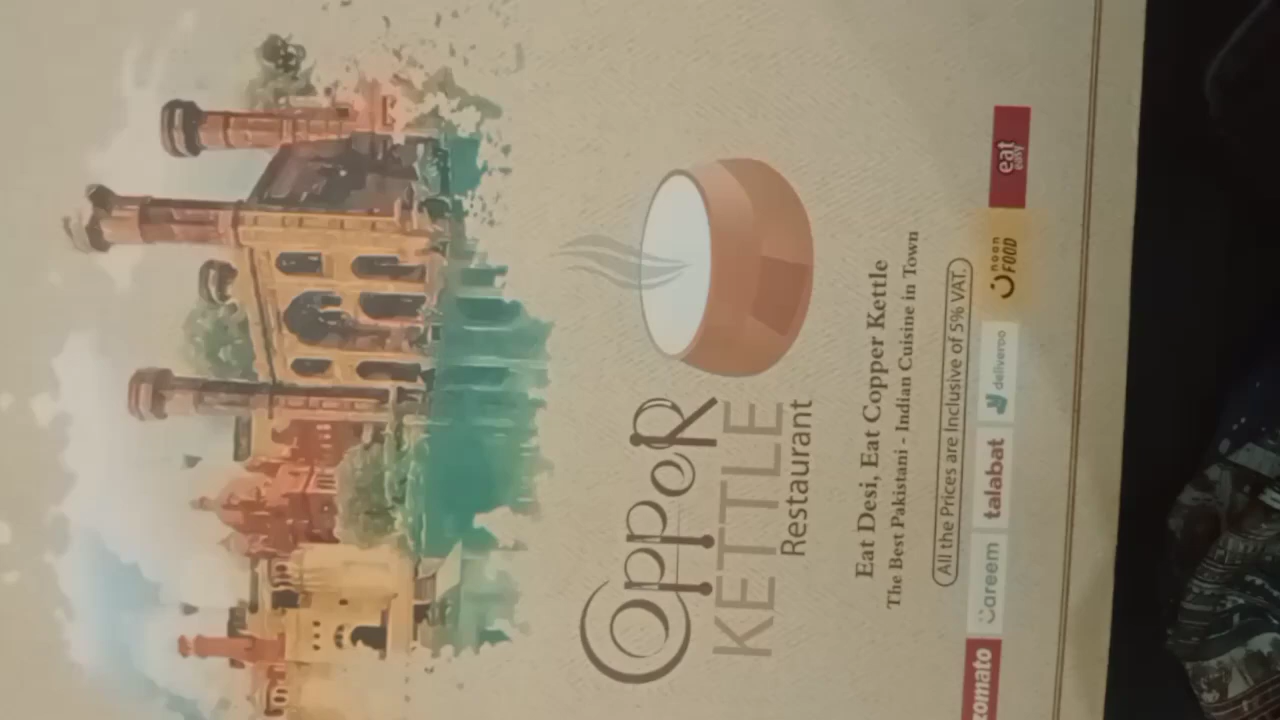 Copper
KETTLE
Restaurant
Eat Desi, Eat Copper Kettle
The Best Pakistani - Indian Cuisine in Town
All the Prices are Inclusive of 5% VAT.
zomato
Careem
talabat
deliveroo
noon
FOOD
eat
easy